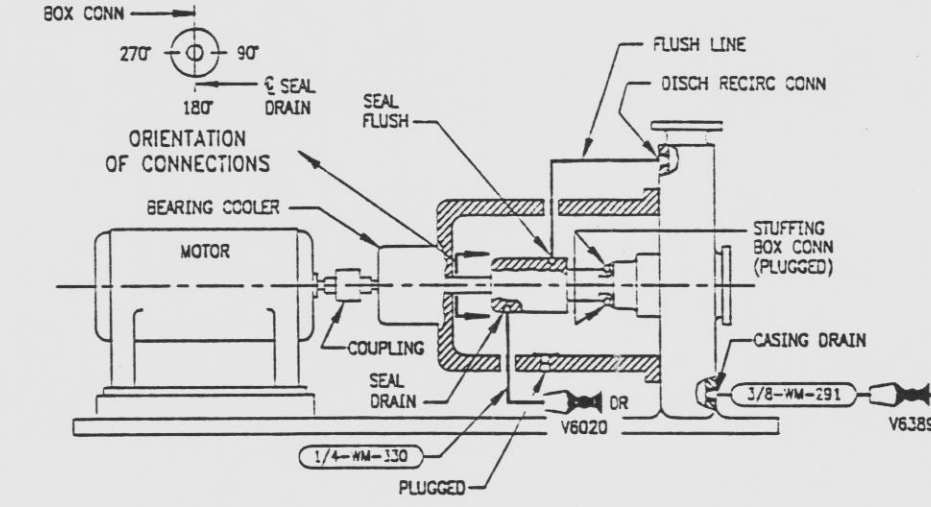 BOX CONN
270° 90°
℄ SEAL
DRAIN
180°
ORIENTATION
OF CONNECTIONS
FLUSH LINE
DISCH RECIRC CONN
SEAL
FLUSH
BEARING COOLER
MOTOR
STUFFING
BOX CONN
(PLUGGED)
COUPLING
CASING DRAIN
SEAL
DRAIN
3/8-WM-291
DR
V6020
V6389
1/4-WM-330
PLUGGED